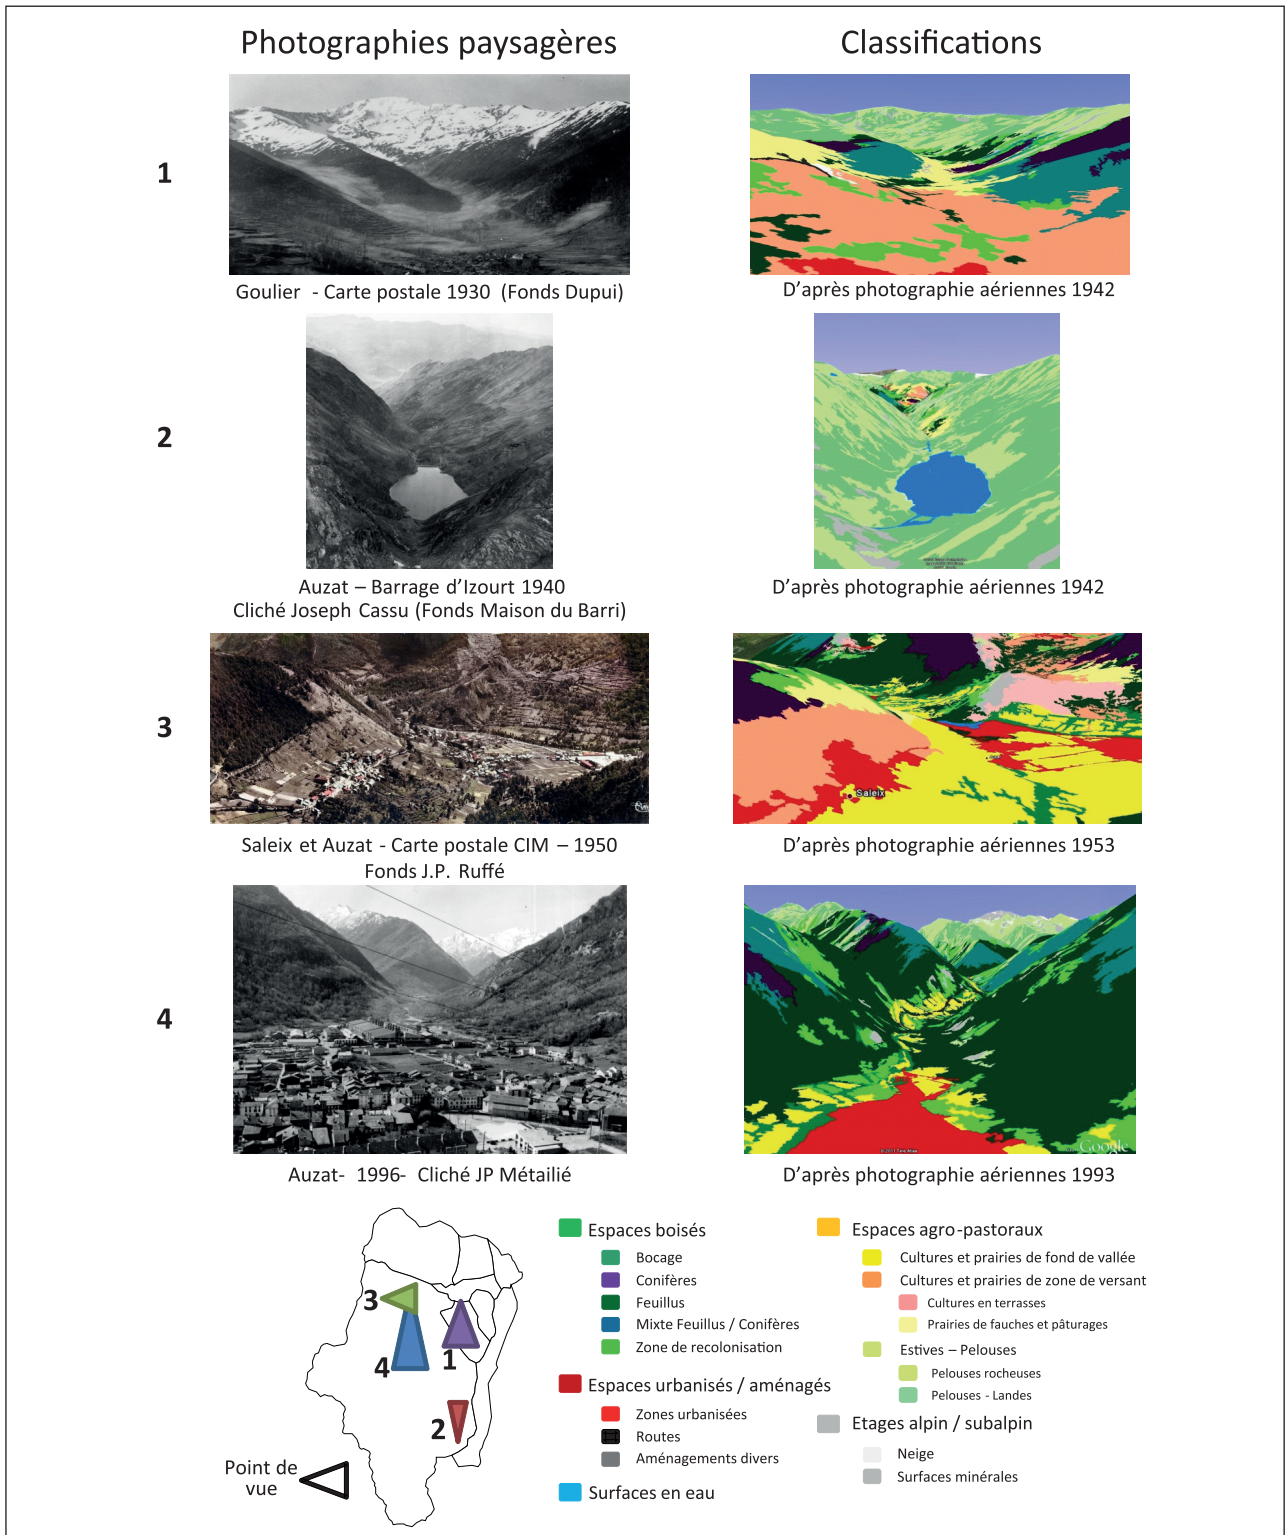 Photographies paysagères
Classifications
1
Goulier - Carte postale 1930 (Fonds Dupui)
D'après photographie aériennes 1942
2
Auzat – Barrage d'Izourt 1940
Cliché Joseph Cassu (Fonds Maison du Barri)
D'après photographie aériennes 1942
3
Saleix
Saleix et Auzat - Carte postale CIM – 1950
Fonds J.P. Ruffé
D'après photographie aériennes 1953
4
Google
Auzat- 1996- Cliché JP Métailié
D'après photographie aériennes 1993
3
4
1
2
Point de
vue
Espaces boisés
Bocage
Conifères
Feuillus
Mixte Feuillus / Conifères
Zone de recolonisation
Espaces urbanisés / aménagés
Zones urbanisées
Routes
Aménagements divers
Surfaces en eau
Espaces agro-pastoraux
Cultures et prairies de fond de vallée
Cultures et prairies de zone de versant
Cultures en terrasses
Prairies de fauches et pâturages
Estives – Pelouses
Pelouses rocheuses
Pelouses - Landes
Etages alpin / subalpin
Neige
Surfaces minérales